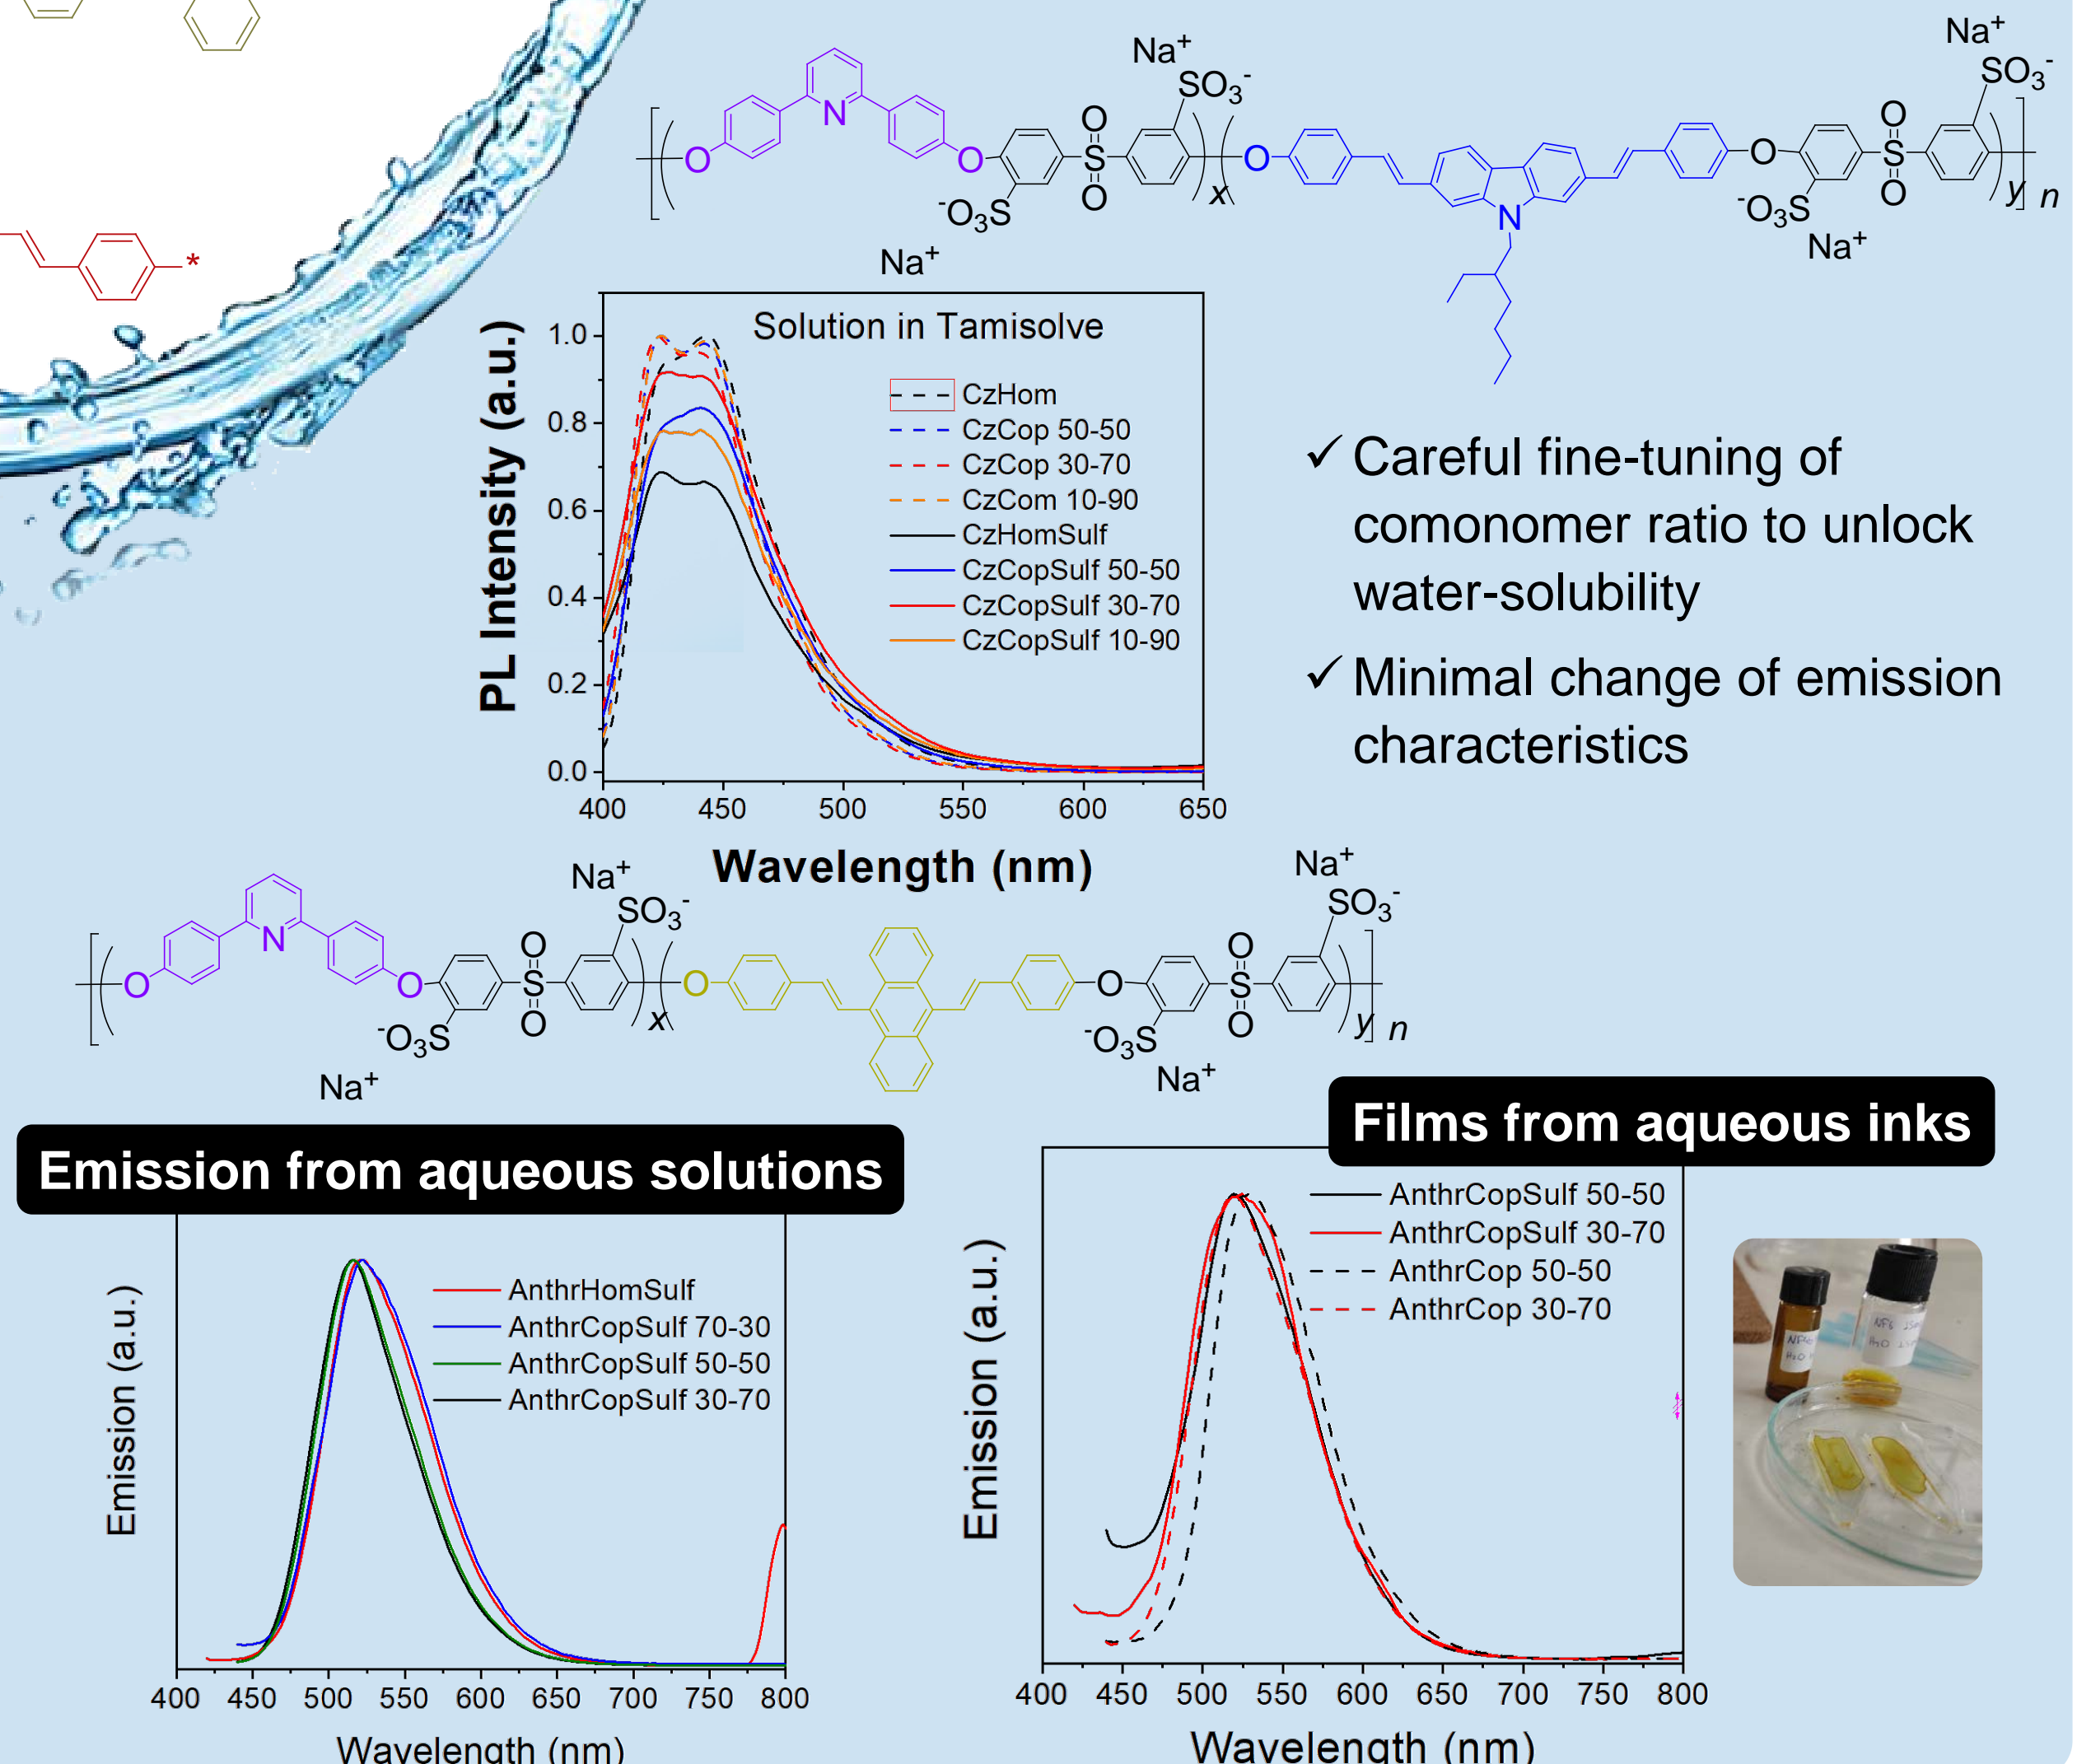 Na⁺
SO₃⁻
N
O
O
O
S
O
⁻O₃S
Na⁺
x
O
N
O
O
S
O
Na⁺
SO₃⁻
⁻O₃S
Na⁺
y
n
*
Solution in Tamisolve
PL Intensity (a.u.)
1.0
0.8
0.6
0.4
0.2
0.0
CzHom
CzCop 50-50
CzCop 30-70
CzCom 10-90
CzHomSulf
CzCopSulf 50-50
CzCopSulf 30-70
CzCopSulf 10-90
400 450 500 550 600 650
Wavelength (nm)
✓ Careful fine-tuning of
comonomer ratio to unlock
water-solubility
✓ Minimal change of emission
characteristics
Na⁺
SO₃⁻
N
O
O
O
S
O
⁻O₃S
Na⁺
x
O
O
O
S
O
Na⁺
SO₃⁻
⁻O₃S
Na⁺
y
n
Emission from aqueous solutions
Emission (a.u.)
AnthrHomSulf
AnthrCopSulf 70-30
AnthrCopSulf 50-50
AnthrCopSulf 30-70
400 450 500 550 600 650 700 750 800
Wavelength (nm)
Films from aqueous inks
Emission (a.u.)
AnthrCopSulf 50-50
AnthrCopSulf 30-70
AnthrCop 50-50
AnthrCop 30-70
400 450 500 550 600 650 700 750 800
Wavelength (nm)